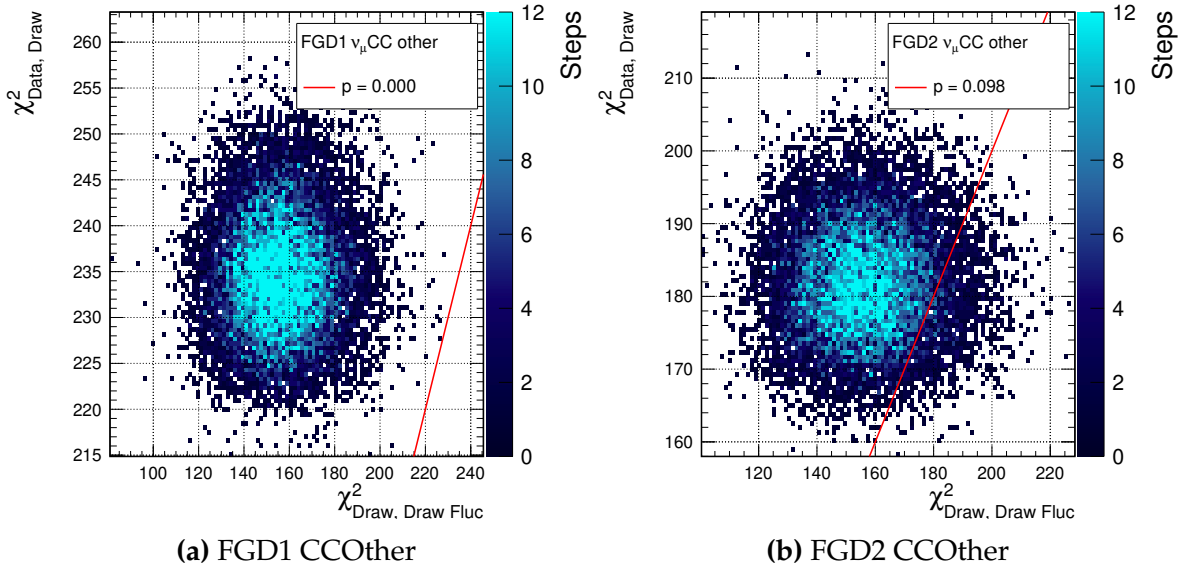 FGD1 νμCC other
p = 0.000
260
255
250
245
240
235
230
225
220
215
100 120 140 160 180 200 220 240
χ²Data, Draw
χ²Draw, Draw Fluc
12
10
8
6
4
2
0
Steps
(a) FGD1 CCOther
FGD2 νμCC other
p = 0.098
210
200
190
180
170
160
120 140 160 180 200 220
χ²Data, Draw
χ²Draw, Draw Fluc
12
10
8
6
4
2
0
Steps
(b) FGD2 CCOther